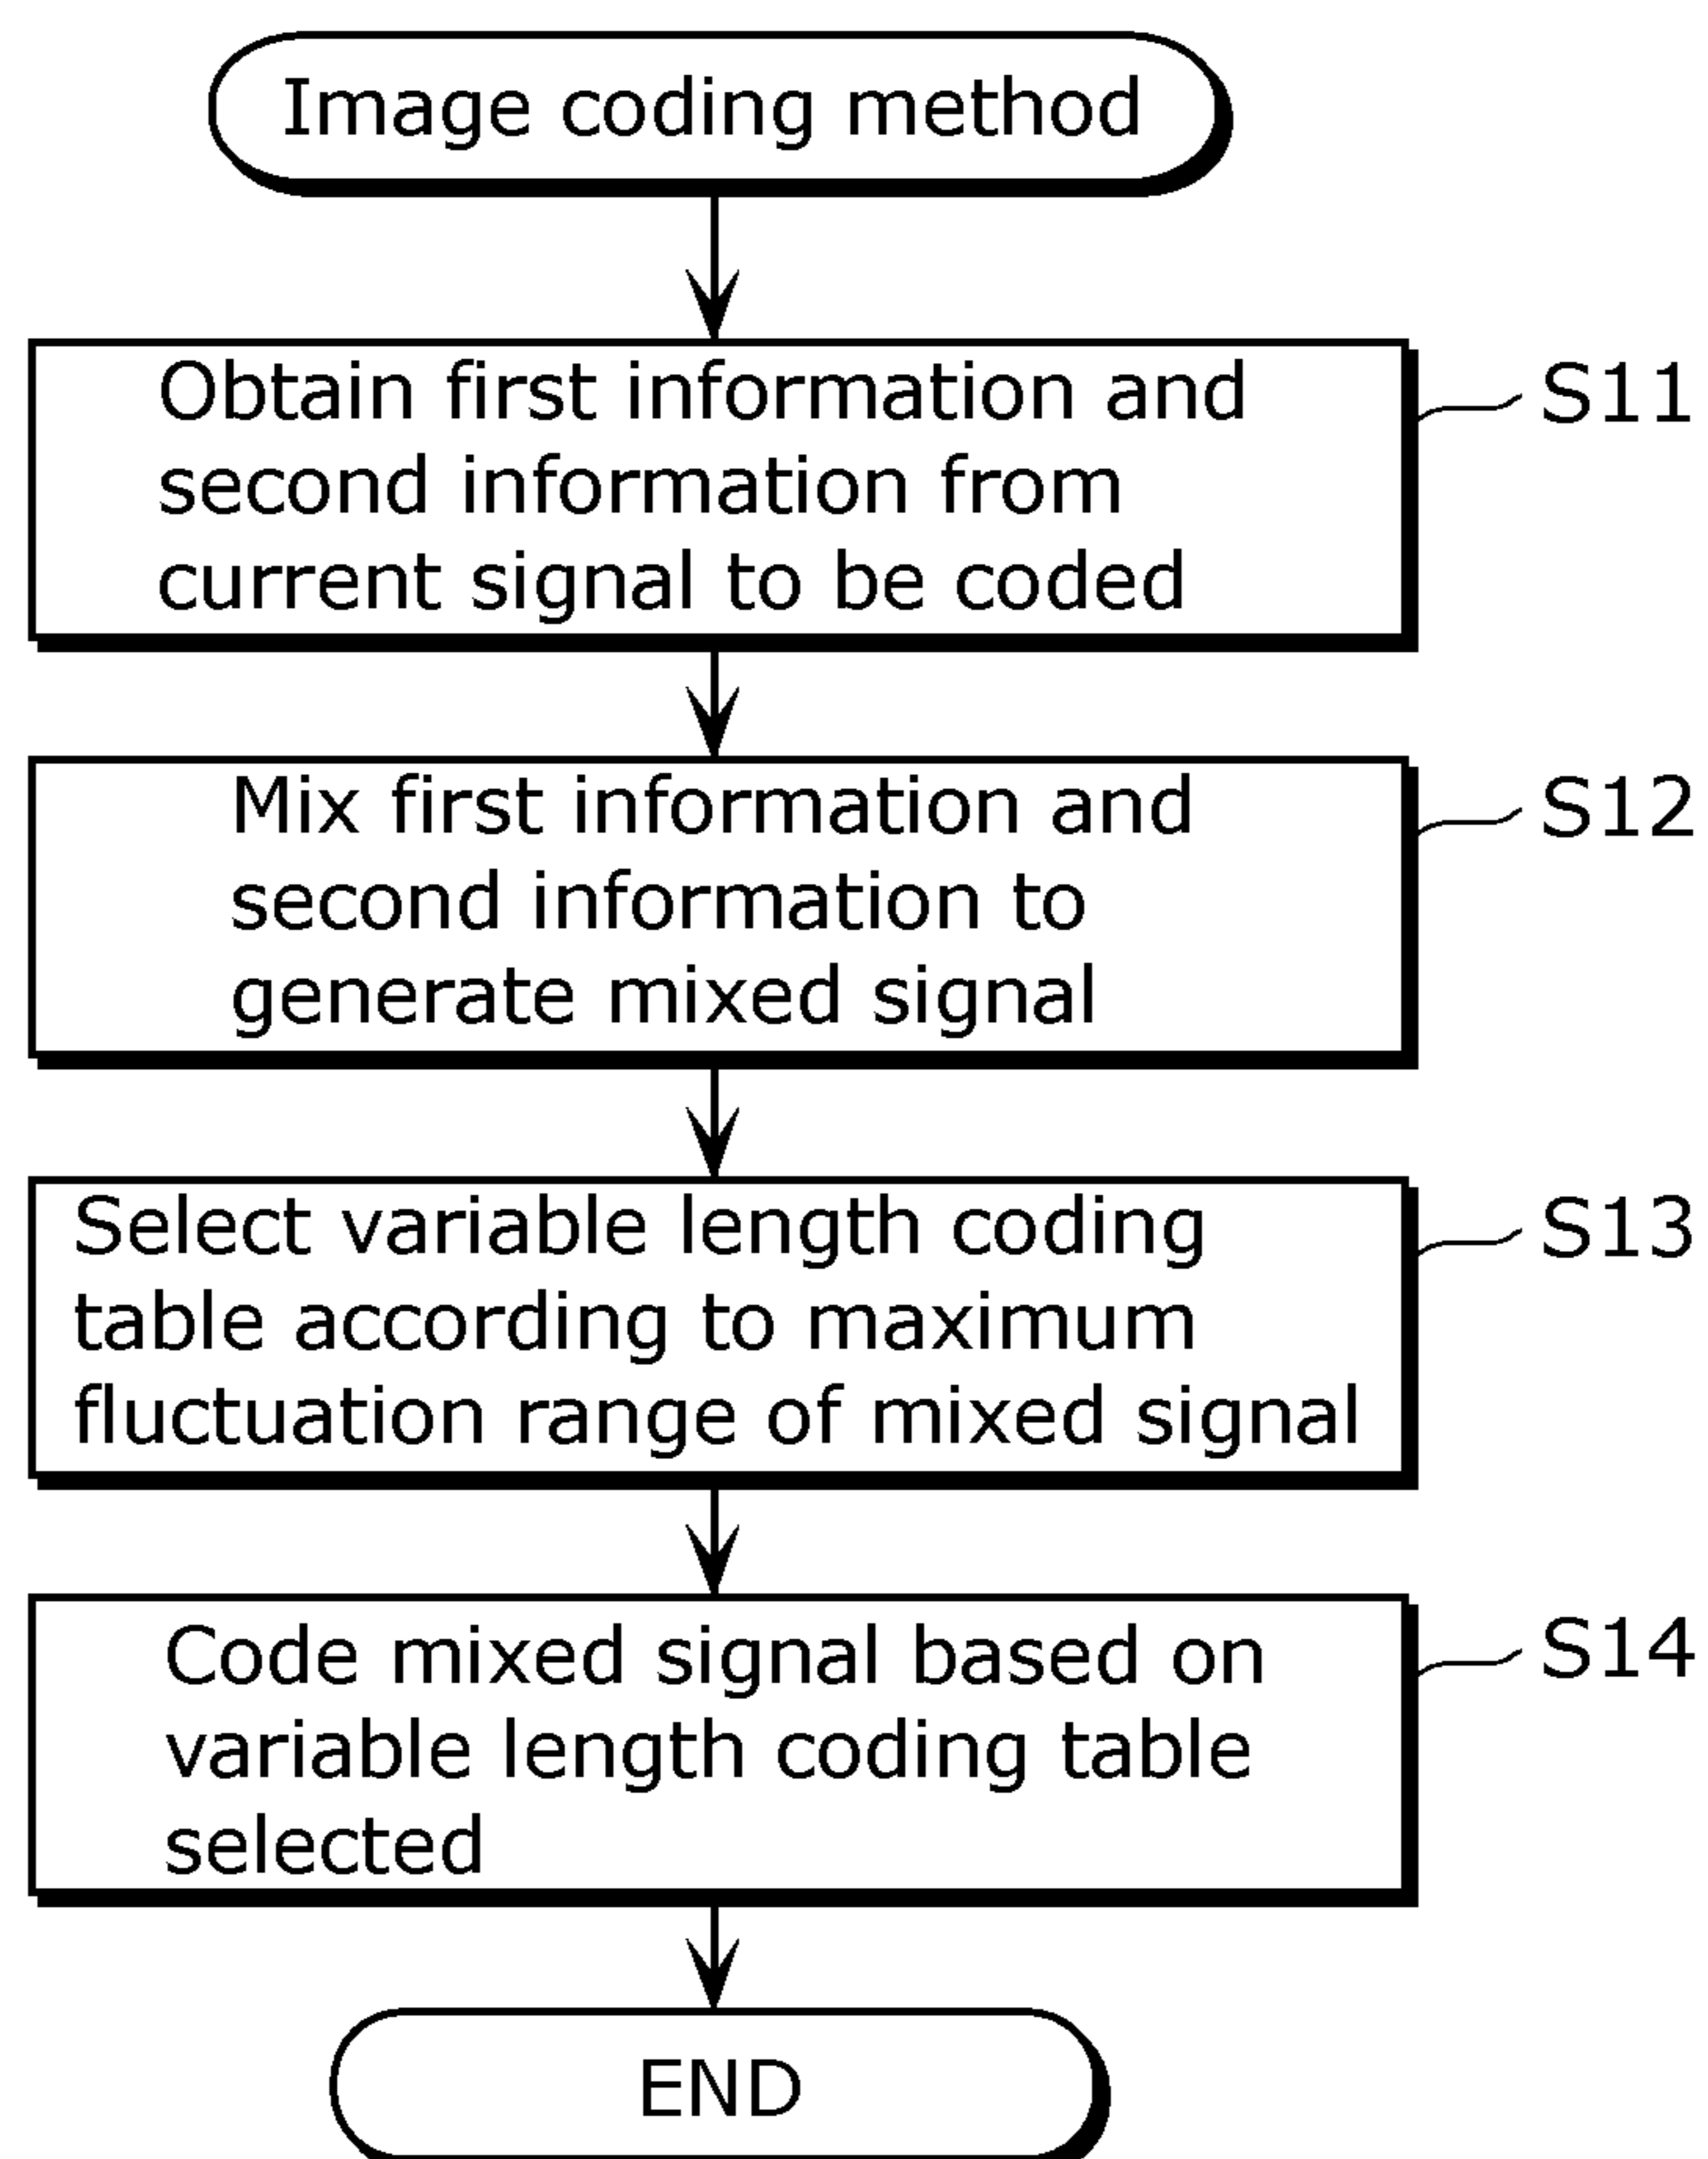 Image coding method
Obtain first information and
second information from
current signal to be coded
S11
Mix first information and
second information to
generate mixed signal
S12
Select variable length coding
table according to maximum
fluctuation range of mixed signal
S13
Code mixed signal based on
variable length coding table
selected
S14
END